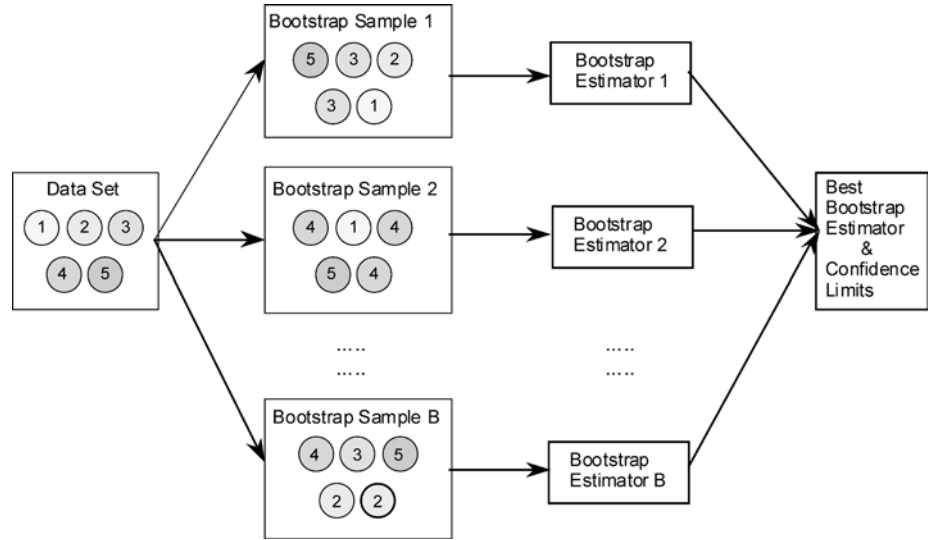 Data Set
1 2 3
4 5
Bootstrap Sample 1
5 3 2
3 1
Bootstrap Sample 2
4 1 4
5 4
.....
.....
Bootstrap Sample B
4 3 5
2 2
Bootstrap
Estimator 1
Bootstrap
Estimator 2
.....
.....
Bootstrap
Estimator B
Best
Bootstrap
Estimator
&
Confidence
Limits